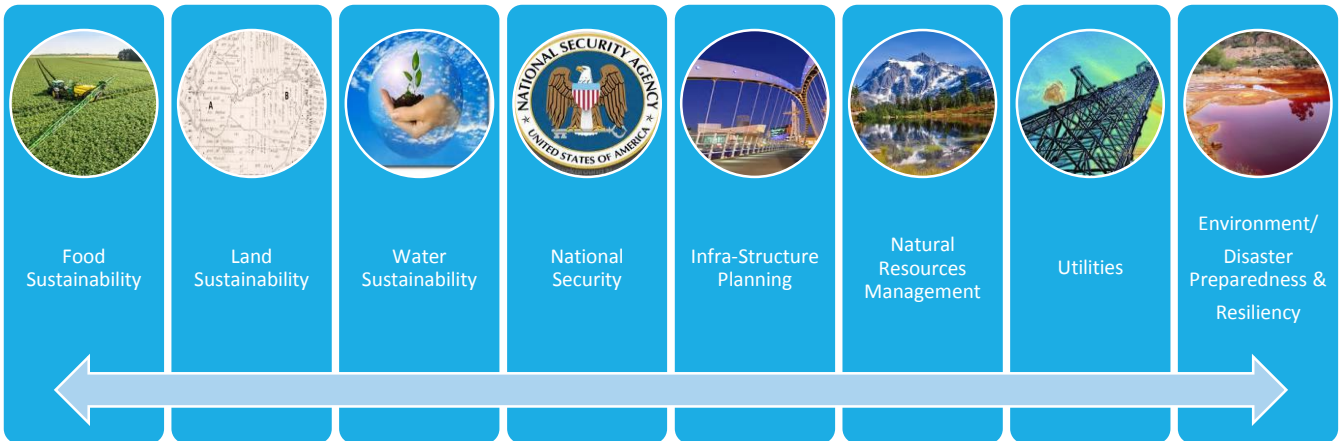 NATIONAL SECURITY AGENCY
UNITED STATES OF AMERICA
A
B
Food
Sustainability
Land
Sustainability
Water
Sustainability
National
Security
Infra-Structure
Planning
Natural
Resources
Management
Utilities
Environment/
Disaster
Preparedness &
Resiliency